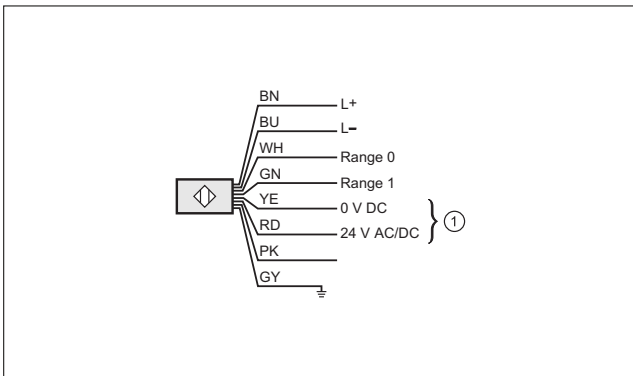 BN L+
BU L–
WH Range 0
GN Range 1
YE 0 V DC
RD 24 V AC/DC
1
PK
GY